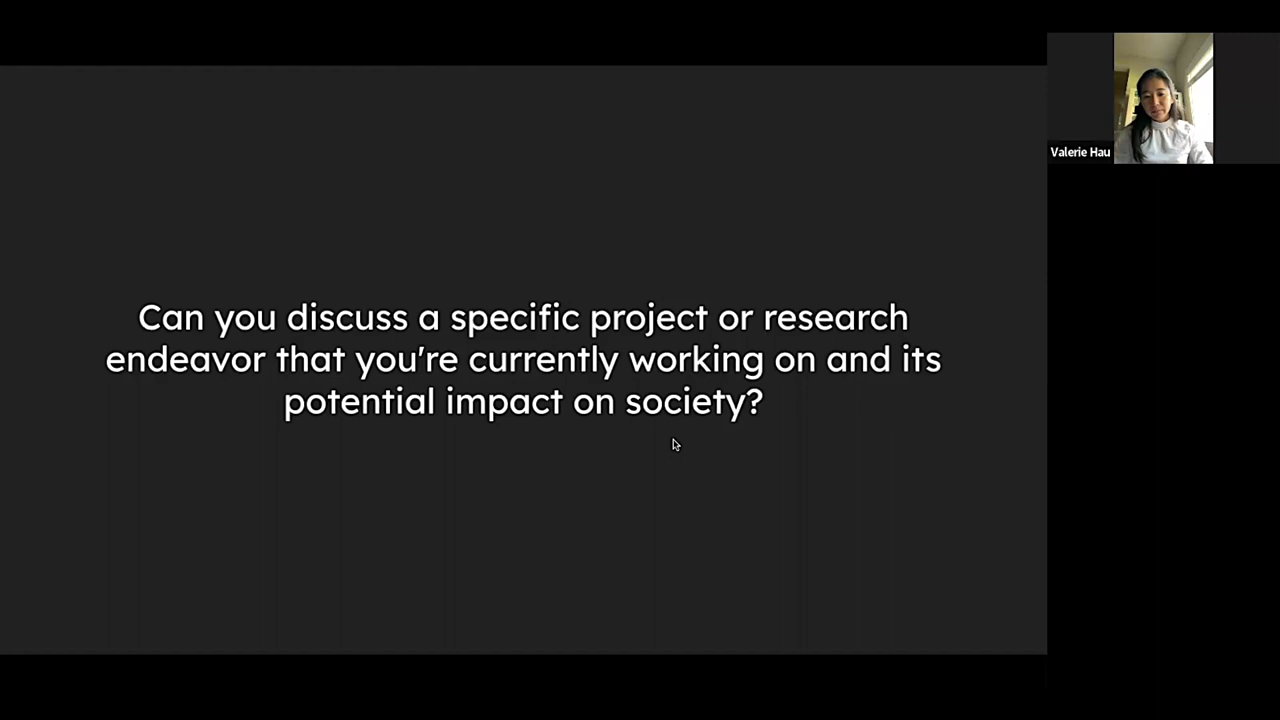 Can you discuss a specific project or research
endeavor that you're currently working on and its
potential impact on society?
Valerie Hau